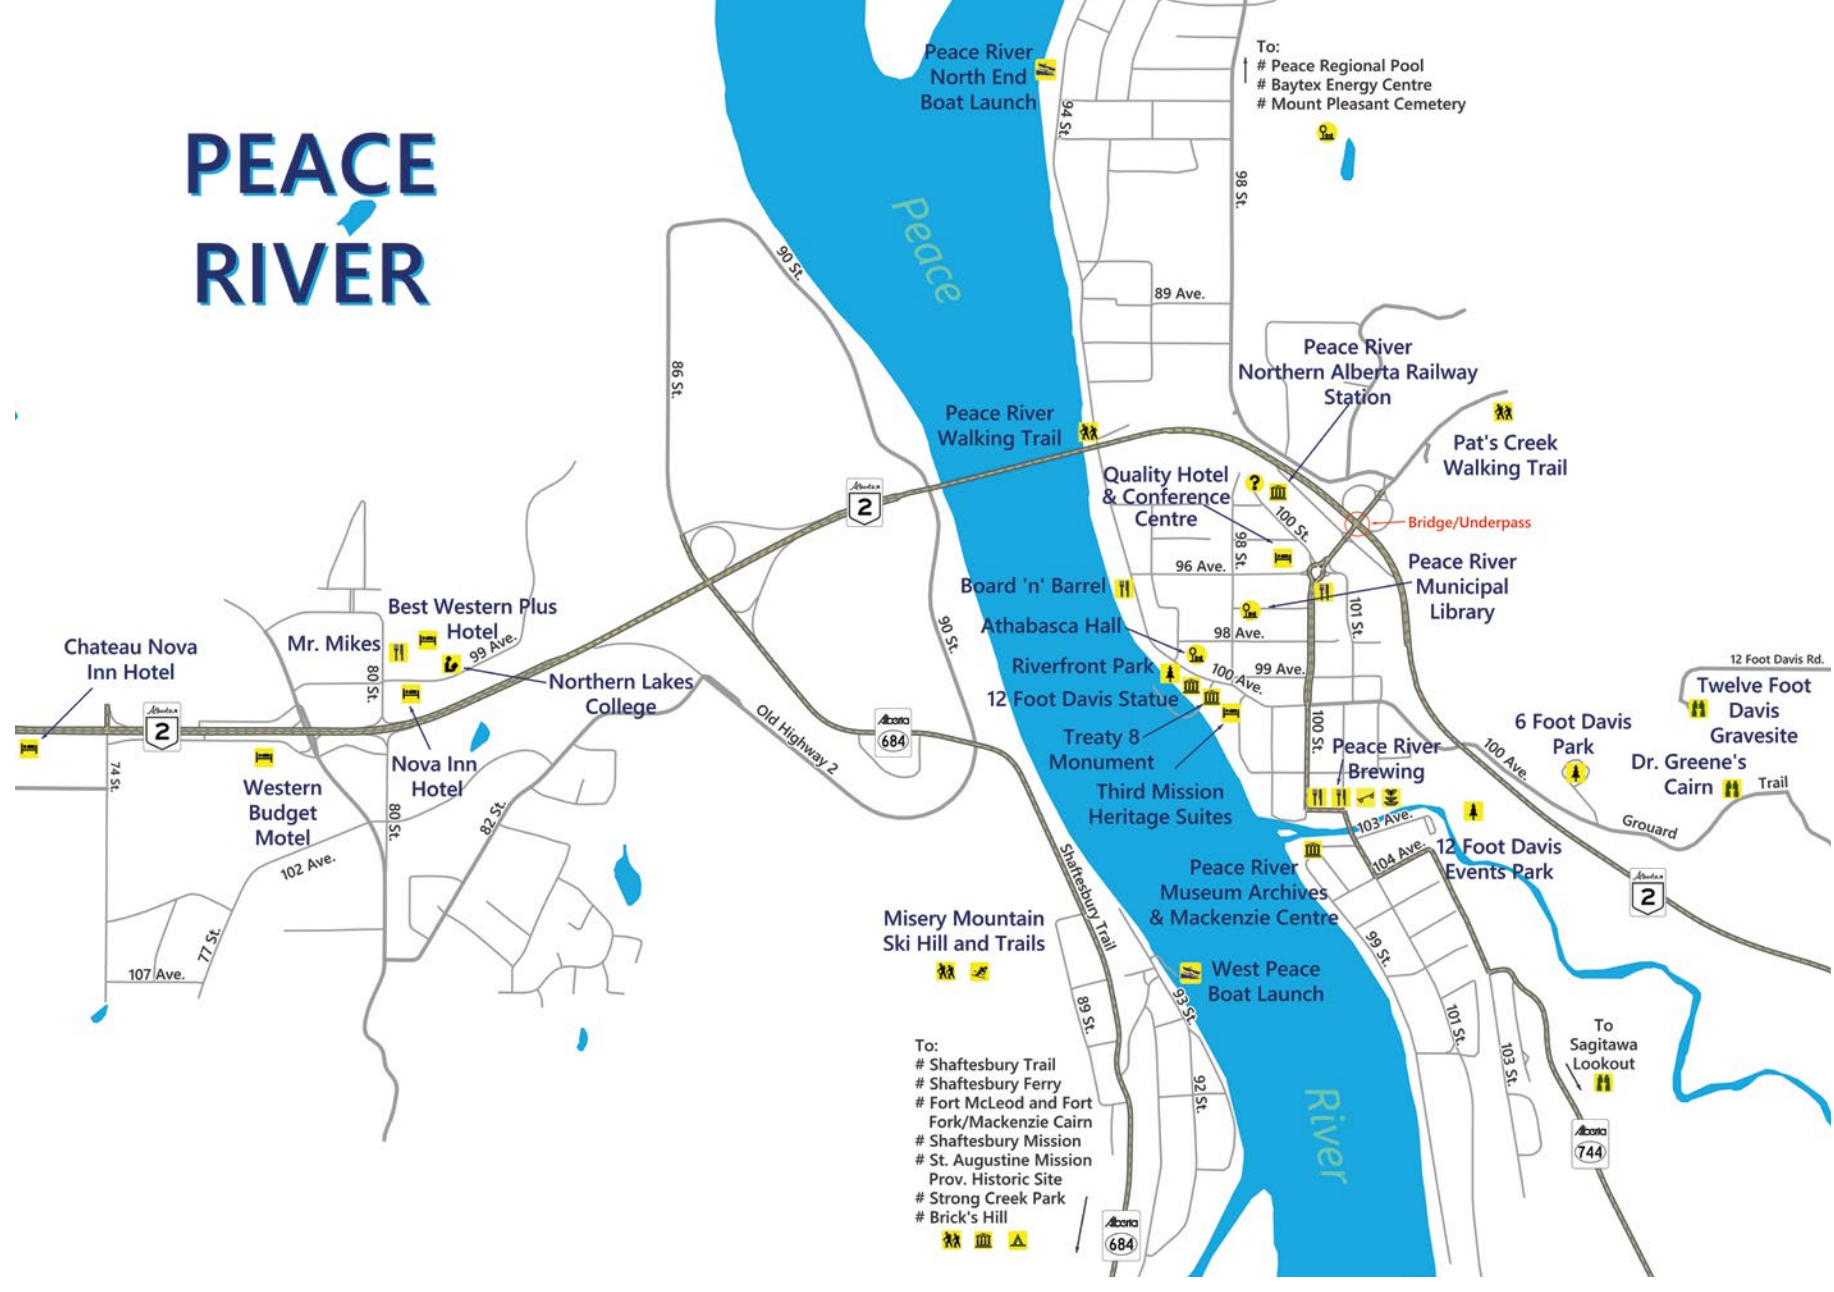 PEACE
RIVER
Peace River
North End
Boat Launch
To:
# Peace Regional Pool
# Baytex Energy Centre
# Mount Pleasant Cemetery
94 St.
98 St.
Peace
90 St.
89 Ave.
86 St.
Peace River
Northern Alberta Railway
Station
Peace River
Walking Trail
Pat's Creek
Walking Trail
Quality Hotel
& Conference
Centre
?
Alberta
2
100 St.
98 St.
Bridge/Underpass
96 Ave.
Peace River
Municipal
Library
Board 'n' Barrel
101 St.
Athabasca Hall
98 Ave.
90 St.
Best Western Plus
Hotel
99 Ave.
Mr. Mikes
Chateau Nova
Inn Hotel
80 St.
Northern Lakes
College
Riverfront Park
100 Ave.
99 Ave.
12 Foot Davis Rd.
12 Foot Davis Statue
Twelve Foot
Davis
Gravesite
Alberta
2
Old Highway 2
Alberta
684
Treaty 8
Monument
100 St.
Peace River
Brewing
100 Ave.
6 Foot Davis
Park
Dr. Greene's
Cairn
Trail
Nova Inn
Hotel
74 St.
Western
Budget
Motel
80 St.
82 St.
Third Mission
Heritage Suites
103 Ave.
Grouard
102 Ave.
104 Ave.
12 Foot Davis
Events Park
Shaftesbury Trail
Peace River
Museum Archives
& Mackenzie Centre
Alberta
2
Misery Mountain
Ski Hill and Trails
77 St.
99 St.
107 Ave.
West Peace
Boat Launch
89 St.
93 St.
101 St.
103 St.
To
Sagitawa
Lookout
To:
# Shaftesbury Trail
# Shaftesbury Ferry
# Fort McLeod and Fort
Fork/Mackenzie Cairn
# Shaftesbury Mission
# St. Augustine Mission
Prov. Historic Site
# Strong Creek Park
# Brick's Hill
92 St.
River
Alberta
744
Alberta
684